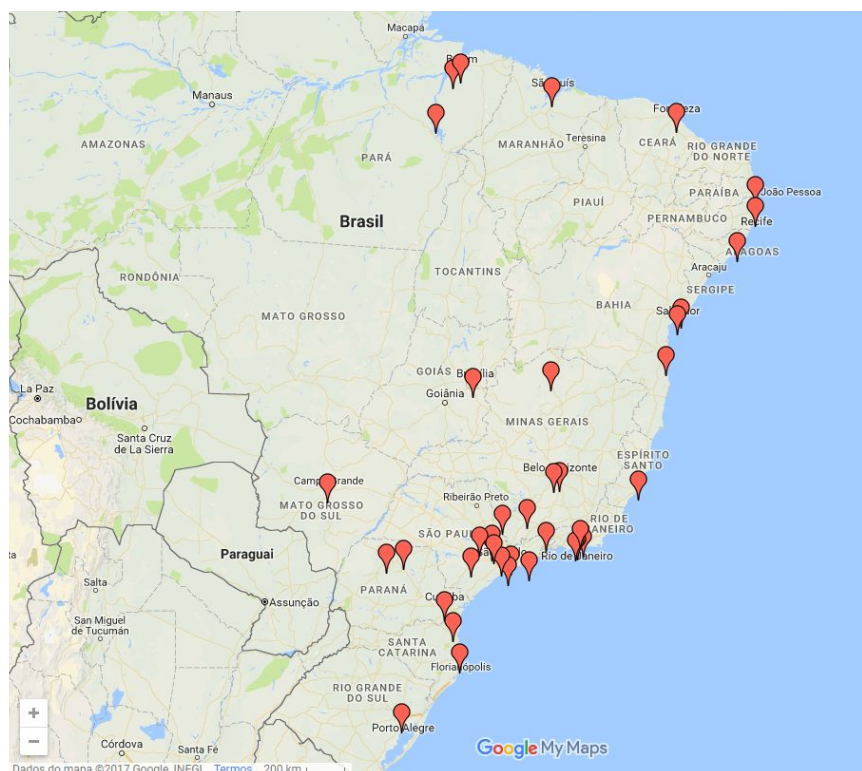 Macapá
Belém
São Luís
Manaus
Fortaleza
AMAZONAS
MARANHÃO
Teresina
CEARÁ
RIO GRANDE
DO NORTE
PARÁ
PARAÍBA
João Pessoa
Brasil
PIAUÍ
PERNAMBUCO
Recife
ALAGOAS
Aracaju
RONDÔNIA
TOCANTINS
SERGIPE
BAHIA
Salvador
MATO GROSSO
GOIÁS
Brasília
La Paz
Goiânia
Bolívia
Cochabamba
MINAS GERAIS
Santa Cruz
de La Sierra
ESPÍRITO
SANTO
Belo Horizonte
Campo Grande
MATO GROSSO
DO SUL
Ribeirão Preto
RIO DE
JANEIRO
SÃO PAULO
Paraguai
São Paulo
Rio de Janeiro
Salta
PARANÁ
Assunção
Curitiba
San Miguel
de Tucumán
SANTA
CATARINA
Florianópolis
RIO GRANDE
DO SUL
+
Porto Alegre
−
Google My Maps
Córdova
Santa Fé
Dados do mapa ©2017 Google, INEGI Termos 200 km